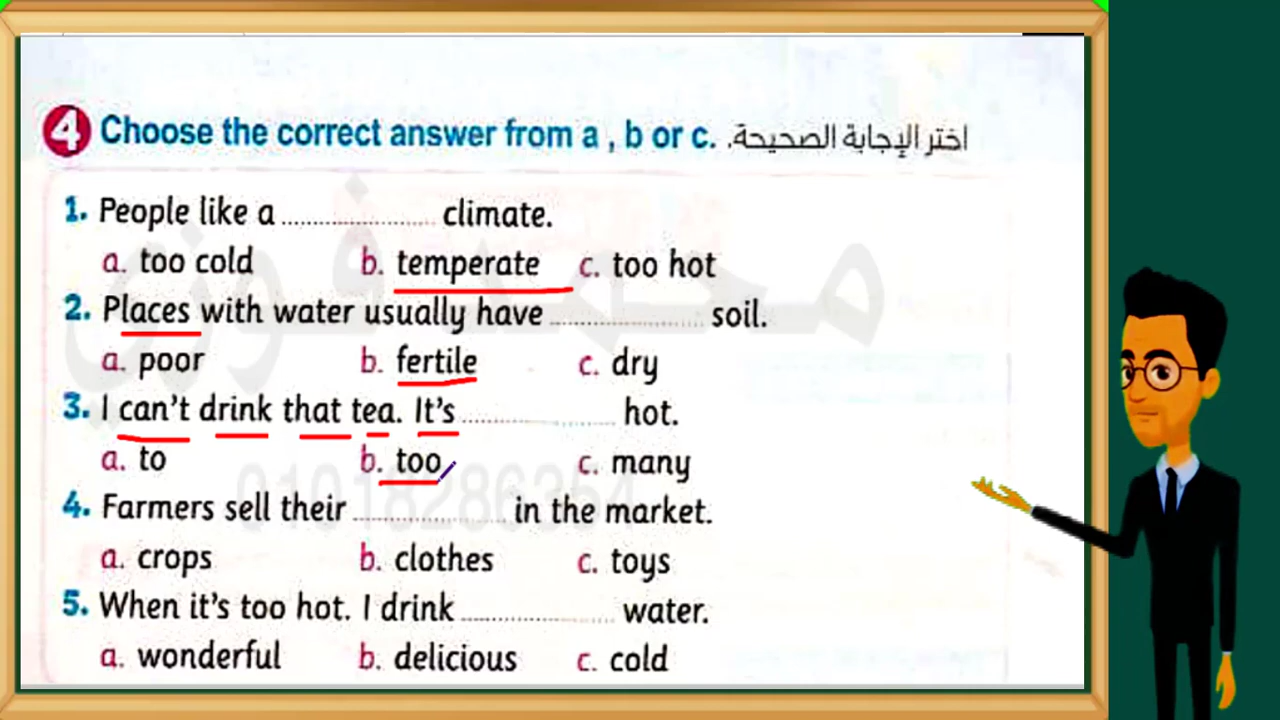 4 Choose the correct answer from a , b or c. اختر الإجابة الصحيحة.
1. People like a .................... climate.
a. too cold b. temperate c. too hot
2. Places with water usually have .................... soil.
a. poor b. fertile c. dry
3. I can't drink that tea. It's .................... hot.
a. to b. too c. many
4. Farmers sell their .................... in the market.
a. crops b. clothes c. toys
5. When it's too hot. I drink .................... water.
a. wonderful b. delicious c. cold
محمد فوزي